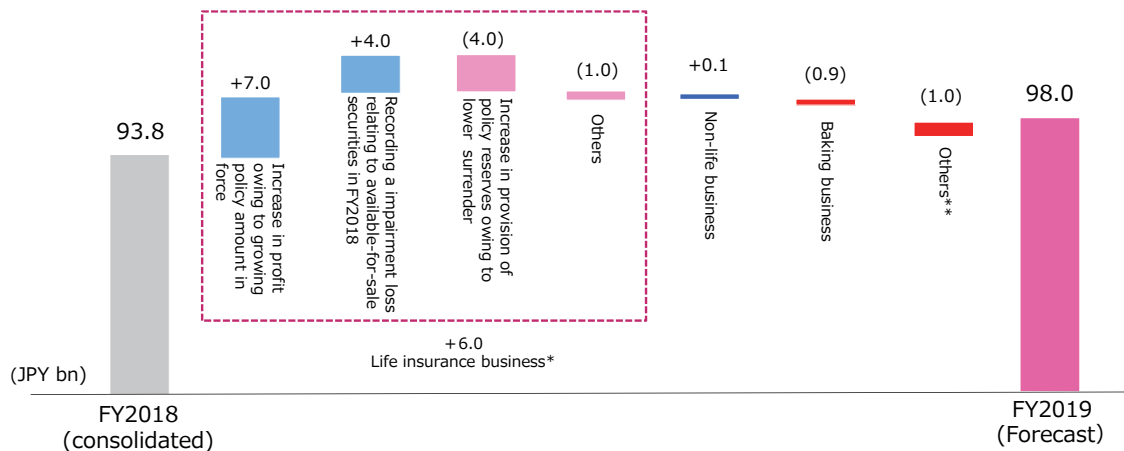 93.8
+7.0
+4.0
(4.0)
(1.0)
+0.1
(0.9)
(1.0)
98.0
Increase in profit
owing to growing
policy amount in
force
Recording a impairment loss
relating to available-for-sale
securities in FY2018
Increase in provision of
policy reserves owing to
lower surrender
Others
Non-life business
Baking business
Others**
+6.0
Life insurance business*
(JPY bn)
FY2018
(consolidated)
FY2019
(Forecast)